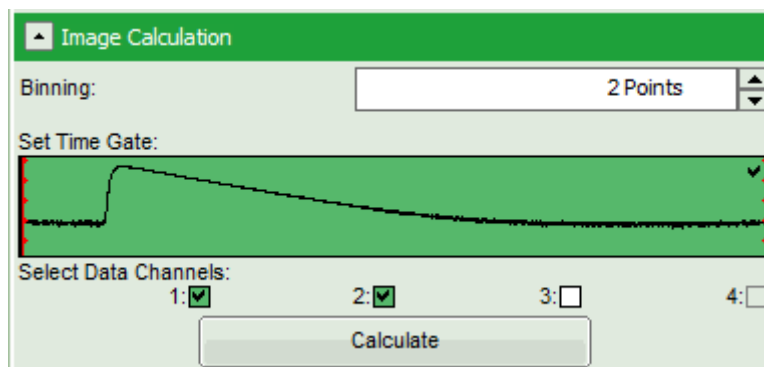 Image Calculation
Binning: 2 Points
Set Time Gate:
Select Data Channels:
1: 2: 3: 4:
Calculate